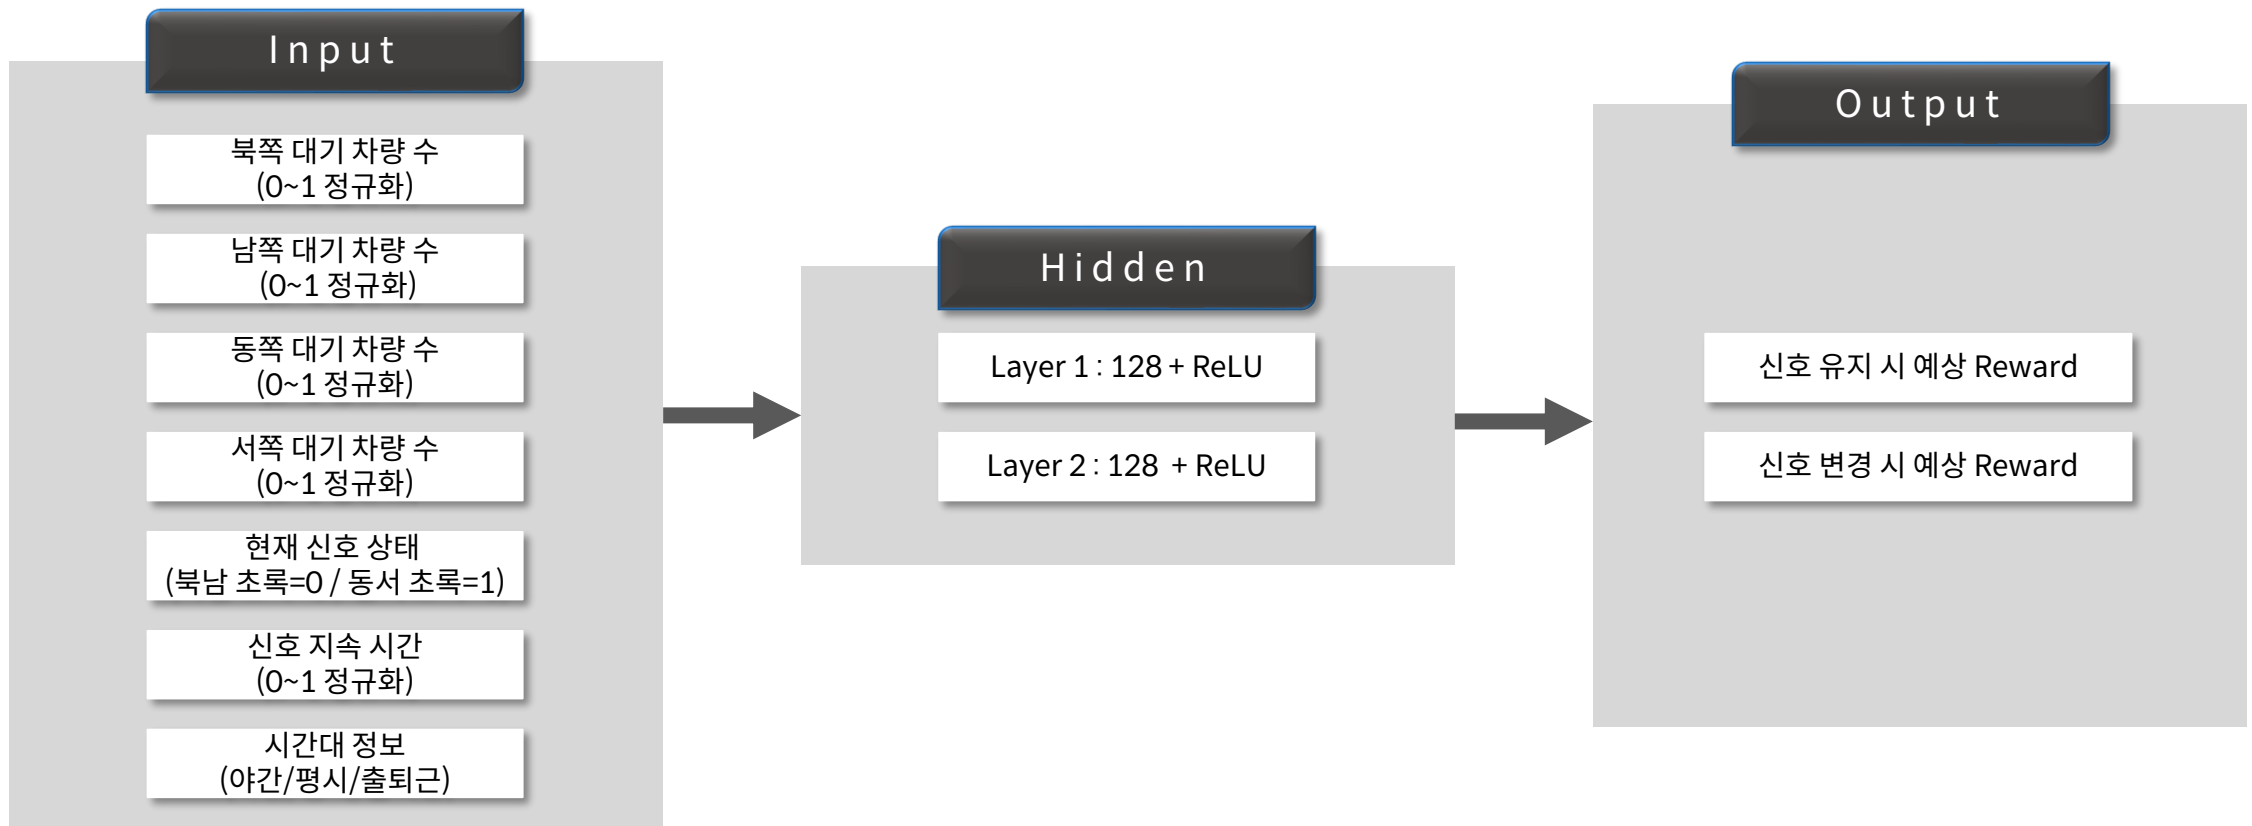 Input
북쪽 대기 차량 수
(0~1 정규화)
남쪽 대기 차량 수
(0~1 정규화)
동쪽 대기 차량 수
(0~1 정규화)
서쪽 대기 차량 수
(0~1 정규화)
현재 신호 상태
(북남 초록=0 / 동서 초록=1)
신호 지속 시간
(0~1 정규화)
시간대 정보
(야간/평시/출퇴근)
Hidden
Layer 1 : 128 + ReLU
Layer 2 : 128 + ReLU
Output
신호 유지 시 예상 Reward
신호 변경 시 예상 Reward